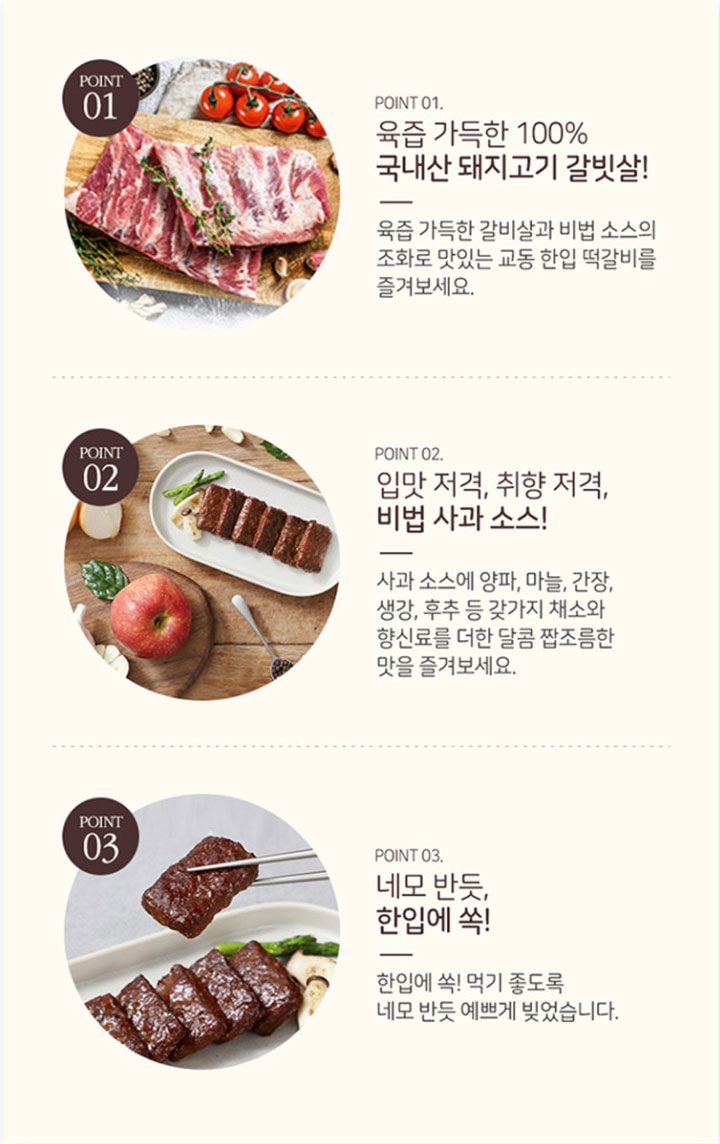 POINT
01
POINT 01.
육즙 가득한 100%
국내산 돼지고기 갈빗살!
육즙 가득한 갈비살과 비법 소스의
조화로 맛있는 교동 한입 떡갈비를
즐겨보세요.
POINT
02
POINT 02.
입맛 저격, 취향 저격,
비법 사과 소스!
사과 소스에 양파, 마늘, 간장,
생강, 후추 등 갖가지 채소와
향신료를 더한 달콤 짭조름한
맛을 즐겨보세요.
POINT
03
POINT 03.
네모 반듯,
한입에 쏙!
한입에 쏙! 먹기 좋도록
네모 반듯 예쁘게 빚었습니다.